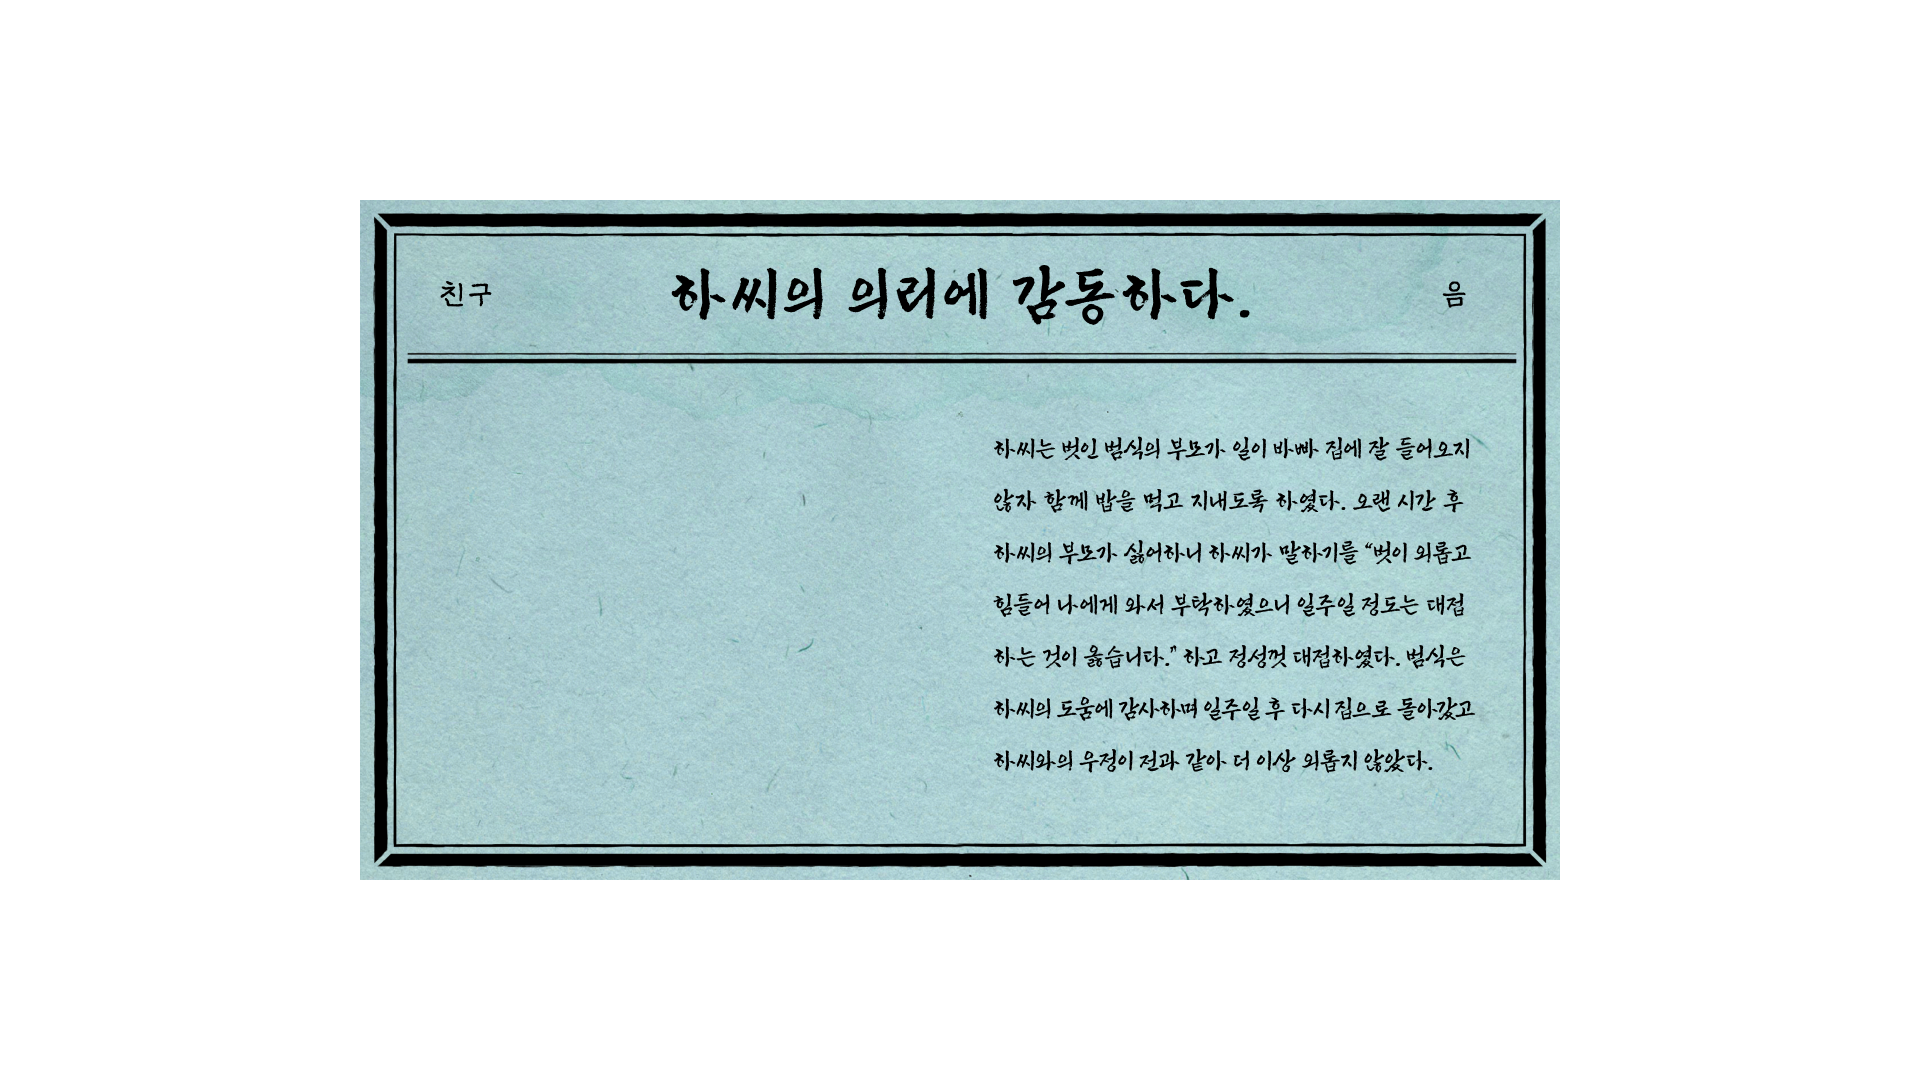 친구
하씨의 의리에 감동하다.
음
하씨는 벗인 범식의 부모가 일이 바빠 집에 잘 들어오지
않자 함께 밥을 먹고 지내도록 하였다. 오랜 시간 후
하씨의 부모가 싫어하니 하씨가 말하기를 “벗이 외롭고
힘들어 나에게 와서 부탁하였으니 일주일 정도는 대접
하는 것이 옳습니다.” 하고 정성껏 대접하였다. 범식은
하씨의 도움에 감사하며 일주일 후 다시 집으로 돌아갔고
하씨와의 우정이 전과 같아 더 이상 외롭지 않았다.